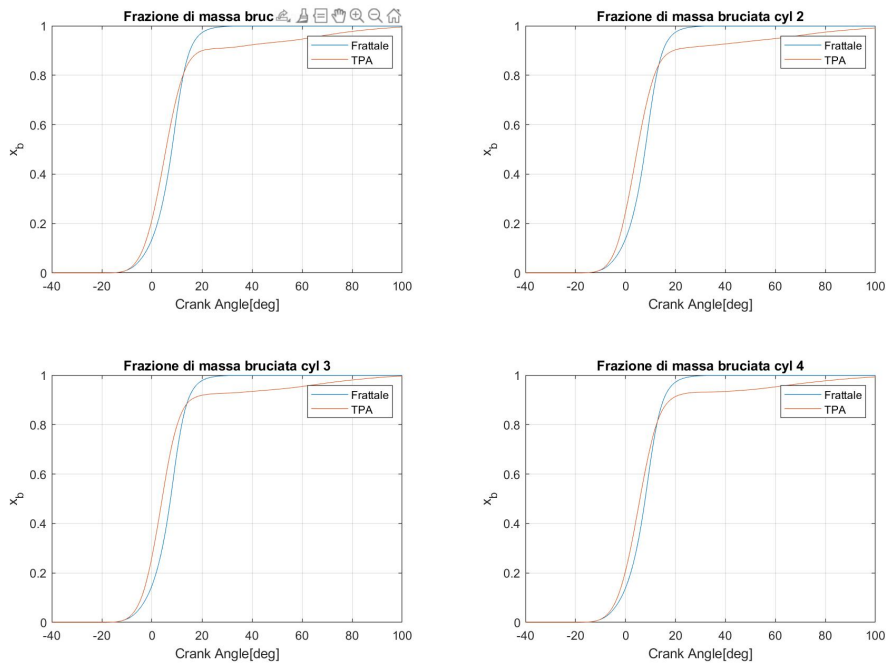 Frazione di massa bruc
Frattale
TPA
1
0.8
0.6
0.4
0.2
0
x_b
-40 -20 0 20 40 60 80 100
Crank Angle[deg]
Frazione di massa bruciata cyl 2
Frattale
TPA
1
0.8
0.6
0.4
0.2
0
x_b
-40 -20 0 20 40 60 80 100
Crank Angle[deg]
Frazione di massa bruciata cyl 3
Frattale
TPA
1
0.8
0.6
0.4
0.2
0
x_b
-40 -20 0 20 40 60 80 100
Crank Angle[deg]
Frazione di massa bruciata cyl 4
Frattale
TPA
1
0.8
0.6
0.4
0.2
0
x_b
-40 -20 0 20 40 60 80 100
Crank Angle[deg]